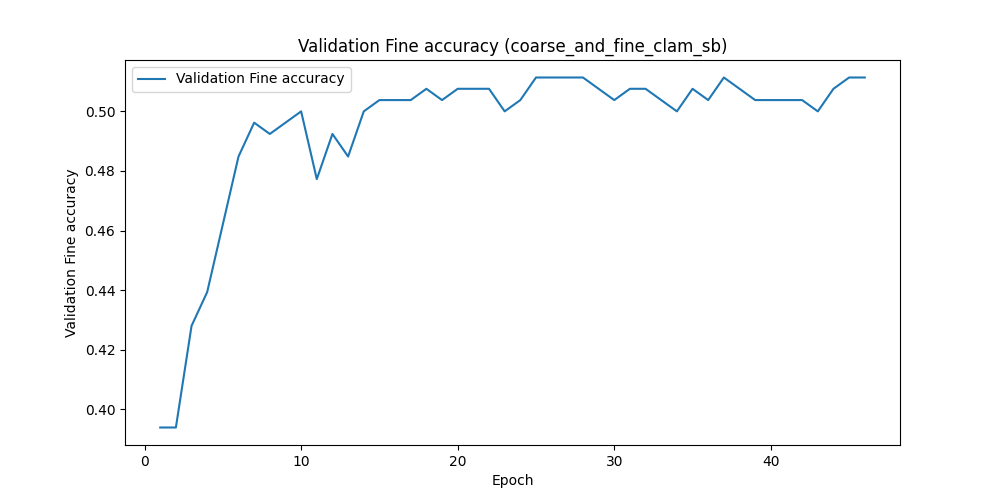 Validation Fine accuracy (coarse_and_fine_clam_sb)
Validation Fine accuracy
0.50
0.48
0.46
0.44
0.42
0.40
Validation Fine accuracy
0
10
20
30
40
Epoch